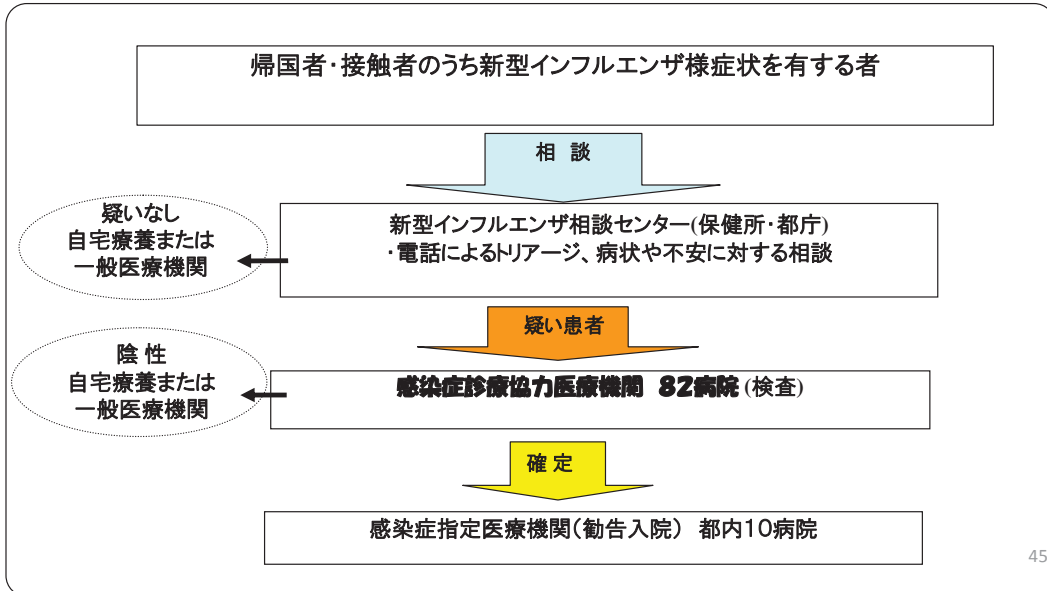 帰国者・接触者のうち新型インフルエンザ様症状を有する者
相 談
疑いなし
自宅療養または
一般医療機関
新型インフルエンザ相談センター(保健所・都庁)
・電話によるトリアージ、病状や不安に対する相談
疑い患者
陰 性
自宅療養または
一般医療機関
感染症診療協力医療機関 82病院 (検査)
確 定
感染症指定医療機関(勧告入院) 都内10病院
45